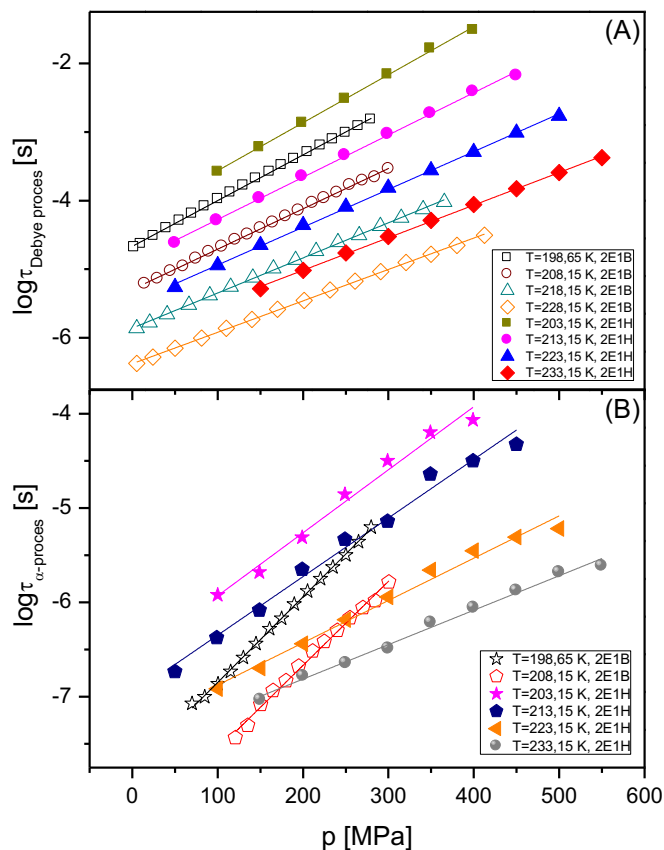 (A)
-2
-4
-6
logτDebye proces [s]
T=198,65 K, 2E1B
T=208,15 K, 2E1B
T=218,15 K, 2E1B
T=228,15 K, 2E1B
T=203,15 K, 2E1H
T=213,15 K, 2E1H
T=223,15 K, 2E1H
T=233,15 K, 2E1H
(B)
-4
-5
-6
-7
logτα-proces [s]
T=198,65 K, 2E1B
T=208,15 K, 2E1B
T=203,15 K, 2E1H
T=213,15 K, 2E1H
T=223,15 K, 2E1H
T=233,15 K, 2E1H
0 100 200 300 400 500 600
p [MPa]